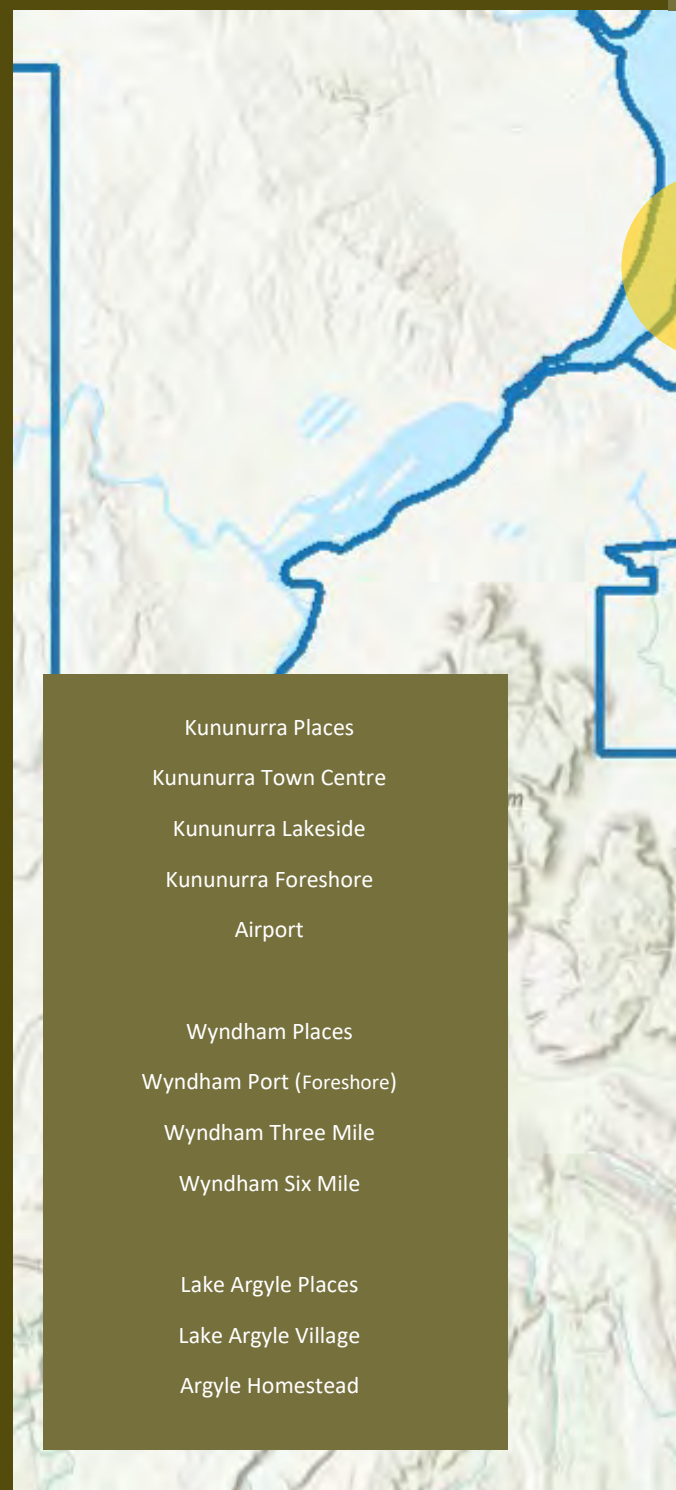 Kununurra Places
Kununurra Town Centre
Kununurra Lakeside
Kununurra Foreshore
Airport
Wyndham Places
Wyndham Port (Foreshore)
Wyndham Three Mile
Wyndham Six Mile
Lake Argyle Places
Lake Argyle Village
Argyle Homestead